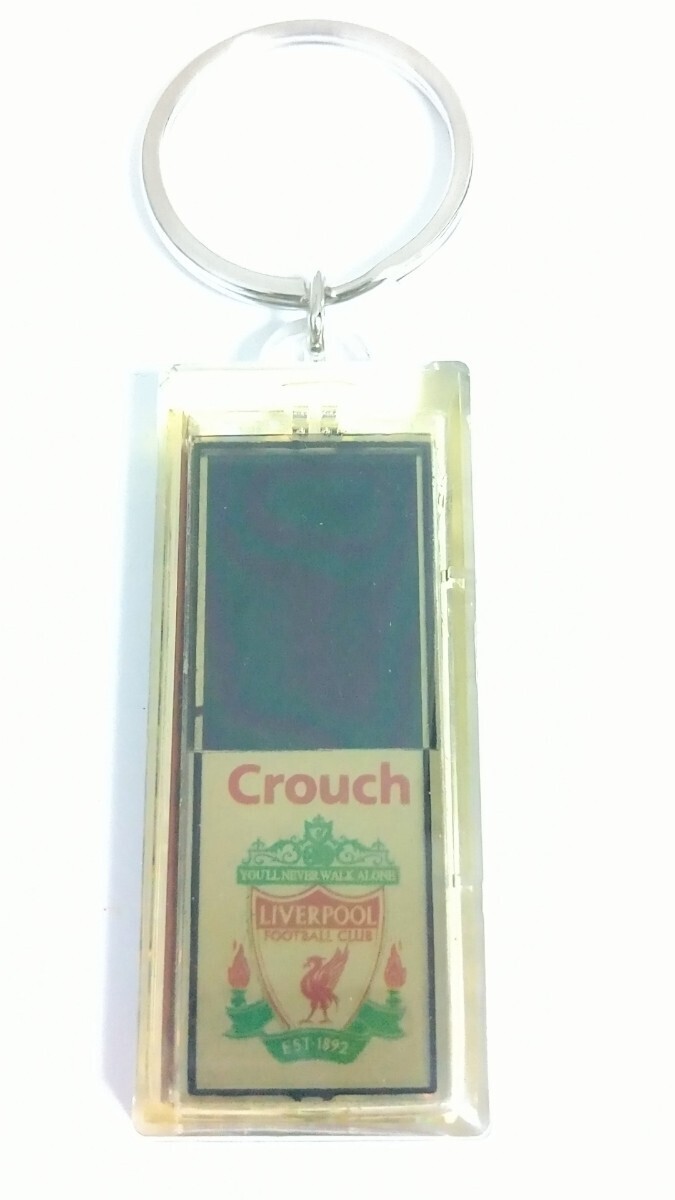 Crouch
YOU'LL NEVER WALK ALONE
LIVERPOOL
FOOTBALL CLUB
EST·1892